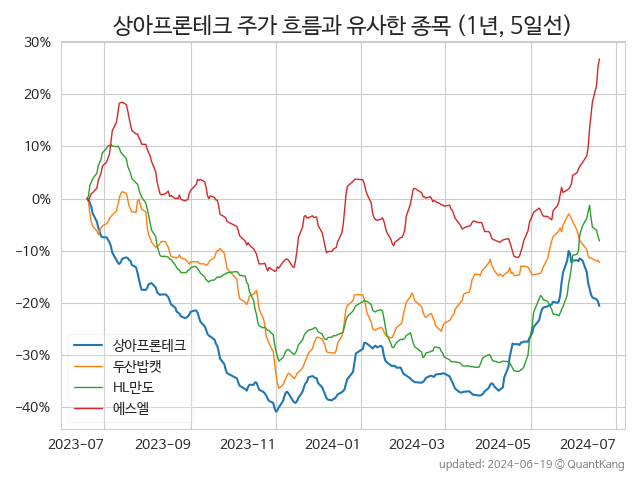 상아프론테크 주가 흐름과 유사한 종목 (1년, 5일선)
30%
20%
10%
0%
−10%
−20%
−30%
−40%
상아프론테크
두산밥캣
HL만도
에스엘
2023-07 2023-09 2023-11 2024-01 2024-03 2024-05 2024-07
updated: 2024-06-19 ⓒ QuantKang